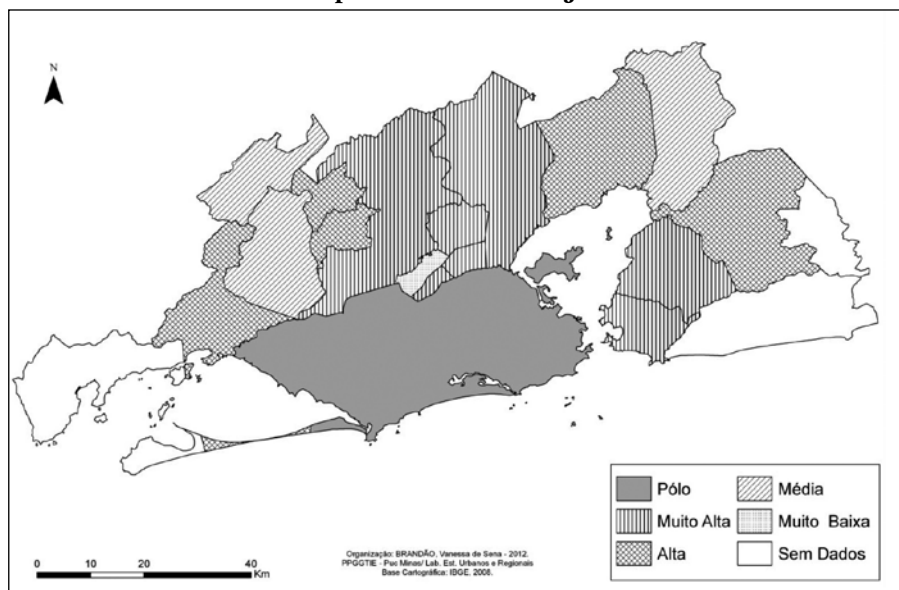 N
Pólo
Média
Muito Alta
Muito Baixa
Alta
Sem Dados
0 10 20 40
Km
Organização: BRANDÃO, Vanessa de Sena - 2012.
PPGGTIE - Puc Minas/ Lab. Est. Urbanos e Regionais
Base Cartográfica: IBGE, 2008.